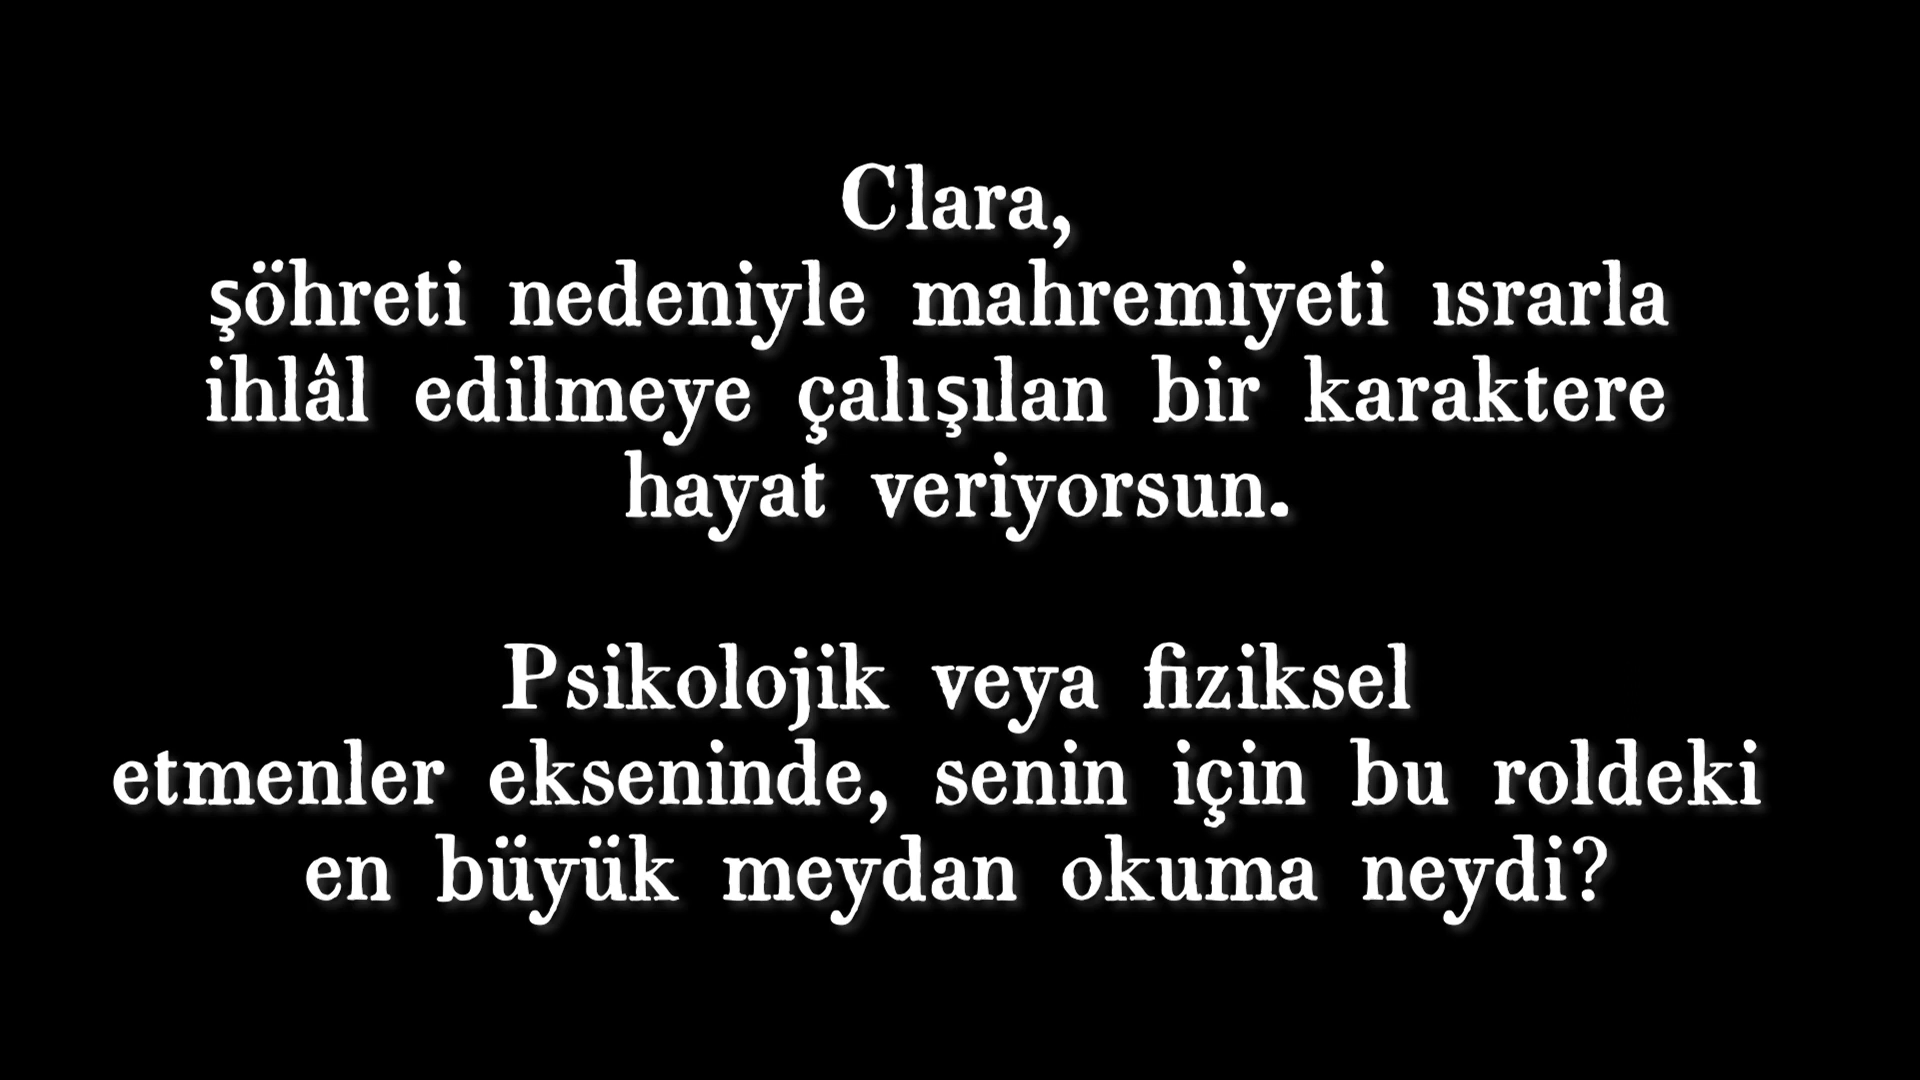 Clara,
şöhreti nedeniyle mahremiyeti ısrarla
ihlâl edilmeye çalışılan bir karaktere
hayat veriyorsun.
Psikolojik veya fiziksel
etmenler ekseninde, senin için bu roldeki
en büyük meydan okuma neydi?